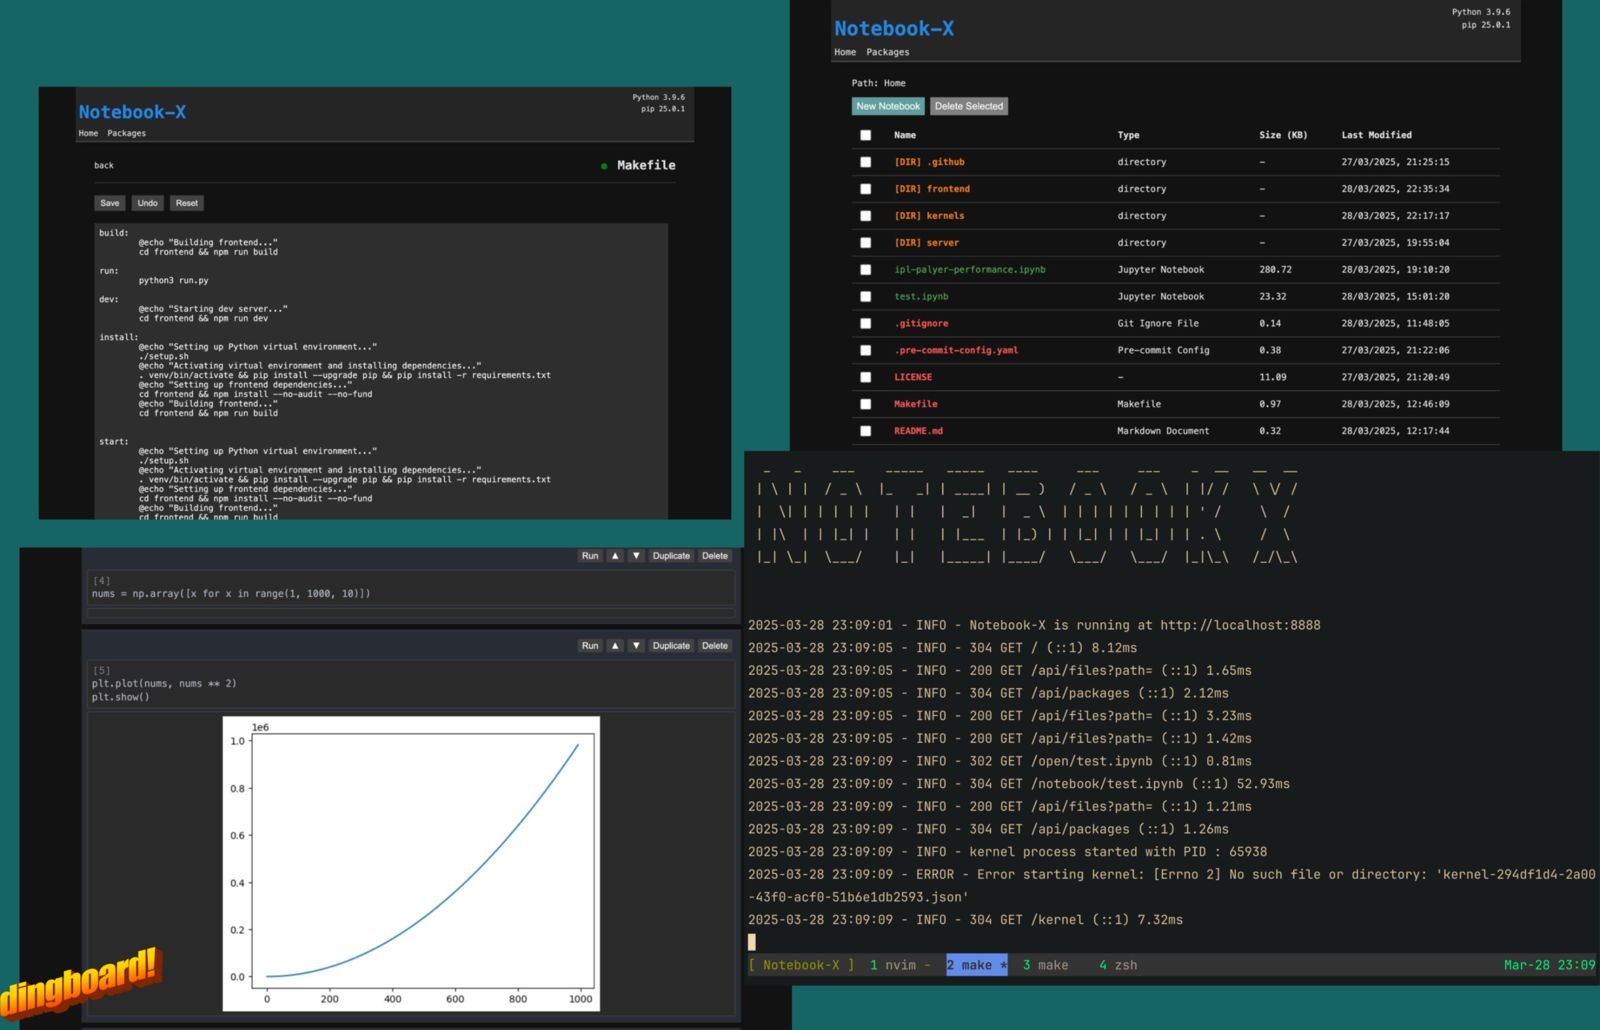 Notebook-X
Python 3.9.6
pip 25.0.1
Home Packages
back
Makefile
Save Undo Reset
build:
@echo "Building frontend..."
cd frontend && npm run build
run:
python3 run.py
dev:
@echo "Starting dev server..."
cd frontend && npm run dev
install:
@echo "Setting up Python virtual environment..."
./setup.sh
@echo "Activating virtual environment and installing dependencies..."
. venv/bin/activate && pip install --upgrade pip && pip install -r requirements.txt
@echo "Setting up frontend dependencies..."
cd frontend && npm install --no-audit --no-fund
@echo "Building frontend..."
cd frontend && npm run build
start:
@echo "Setting up Python virtual environment..."
./setup.sh
@echo "Activating virtual environment and installing dependencies..."
. venv/bin/activate && pip install --upgrade pip && pip install -r requirements.txt
@echo "Setting up frontend dependencies..."
cd frontend && npm install --no-audit --no-fund
@echo "Building frontend..."
cd frontend && npm run build
Notebook-X
Python 3.9.6
pip 25.0.1
Home Packages
Path: Home
New Notebook Delete Selected
Name Type Size (KB) Last Modified
[DIR] .github directory – 27/03/2025, 21:25:15
[DIR] frontend directory – 28/03/2025, 22:35:34
[DIR] kernels directory – 28/03/2025, 22:17:17
[DIR] server directory – 27/03/2025, 19:55:04
ipl-palyer-performance.ipynb Jupyter Notebook 280.72 28/03/2025, 19:10:20
test.ipynb Jupyter Notebook 23.32 28/03/2025, 15:01:20
.gitignore Git Ignore File 0.14 28/03/2025, 11:48:05
.pre-commit-config.yaml Pre-commit Config 0.38 27/03/2025, 21:22:06
LICENSE – 11.09 27/03/2025, 21:20:49
Makefile Makefile 0.97 28/03/2025, 12:46:09
README.md Markdown Document 0.32 28/03/2025, 12:17:44
Run ▲ ▼ Duplicate Delete
[4]
nums = np.array([x for x in range(1, 1000, 10)])
Run ▲ ▼ Duplicate Delete
[5]
plt.plot(nums, nums ** 2)
plt.show()
1e6
1.0
0.8
0.6
0.4
0.2
0.0
0 200 400 600 800 1000
dingboard!
NOTEBOOK X
2025-03-28 23:09:01 - INFO - Notebook-X is running at http://localhost:8888
2025-03-28 23:09:05 - INFO - 304 GET / (::1) 8.12ms
2025-03-28 23:09:05 - INFO - 200 GET /api/files?path= (::1) 1.65ms
2025-03-28 23:09:05 - INFO - 304 GET /api/packages (::1) 2.12ms
2025-03-28 23:09:05 - INFO - 200 GET /api/files?path= (::1) 3.23ms
2025-03-28 23:09:05 - INFO - 200 GET /api/files?path= (::1) 1.42ms
2025-03-28 23:09:09 - INFO - 302 GET /open/test.ipynb (::1) 0.81ms
2025-03-28 23:09:09 - INFO - 304 GET /notebook/test.ipynb (::1) 52.93ms
2025-03-28 23:09:09 - INFO - 200 GET /api/files?path= (::1) 1.21ms
2025-03-28 23:09:09 - INFO - 304 GET /api/packages (::1) 1.26ms
2025-03-28 23:09:09 - INFO - kernel process started with PID : 65938
2025-03-28 23:09:09 - ERROR - Error starting kernel: [Errno 2] No such file or directory: 'kernel-294df1d4-2a00
-43f0-acf0-51b6e1db2593.json'
2025-03-28 23:09:09 - INFO - 304 GET /kernel (::1) 7.32ms
[ Notebook-X ] 1 nvim - 2 make * 3 make 4 zsh Mar-28 23:09